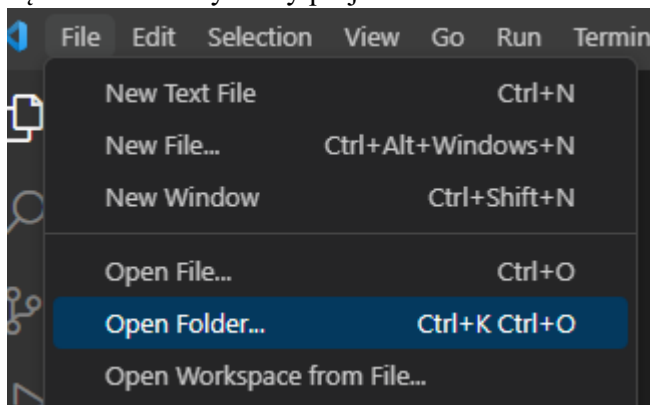 File Edit Selection View Go Run Termin
New Text File Ctrl+N
New File... Ctrl+Alt+Windows+N
New Window Ctrl+Shift+N
Open File... Ctrl+O
Open Folder... Ctrl+K Ctrl+O
Open Workspace from File...